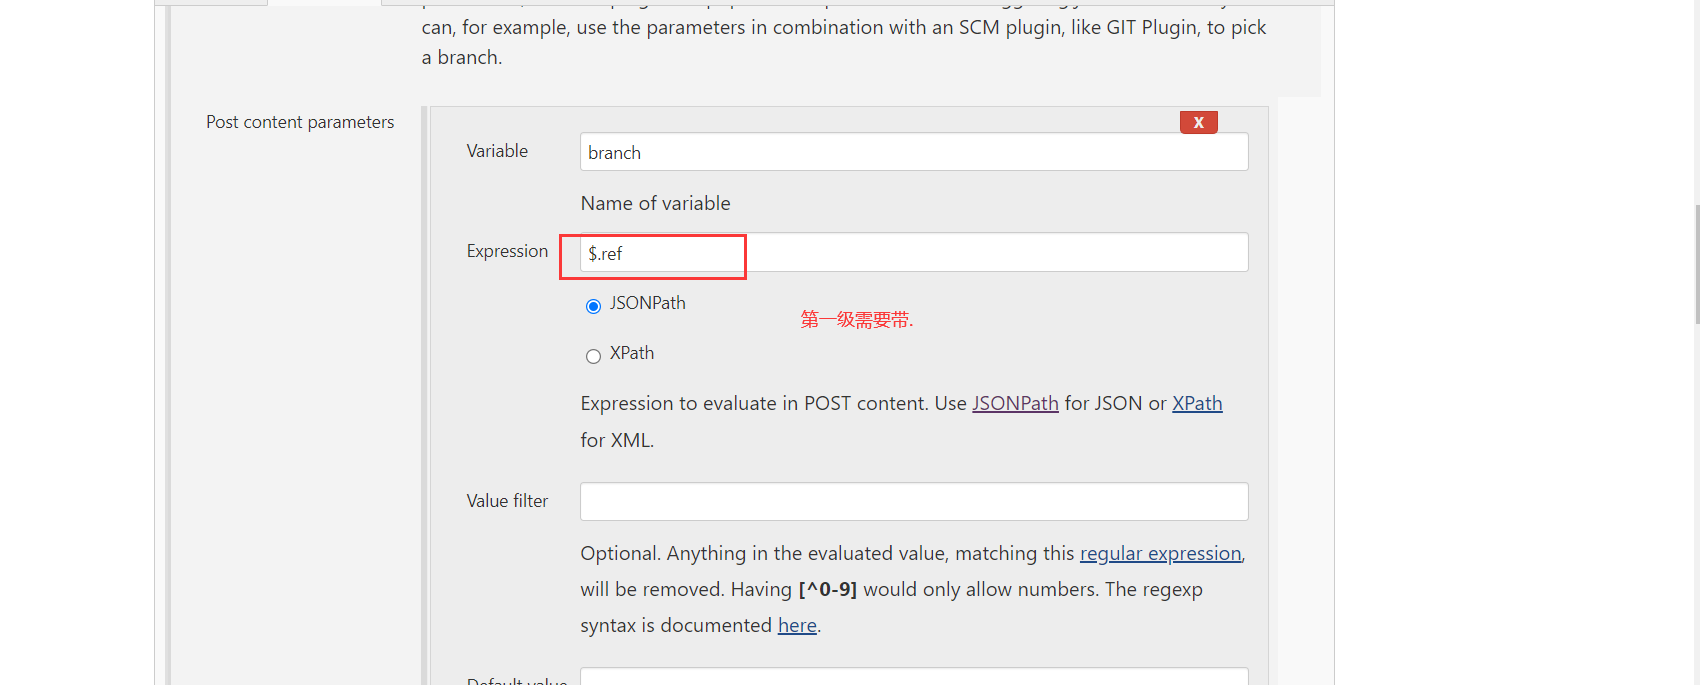 can, for example, use the parameters in combination with an SCM plugin, like GIT Plugin, to pick
a branch.
Post content parameters
X
Variable
branch
Name of variable
Expression
$.ref
JSONPath
第一级需要带.
XPath
Expression to evaluate in POST content. Use JSONPath for JSON or XPath
for XML.
Value filter
Optional. Anything in the evaluated value, matching this regular expression,
will be removed. Having [^0-9] would only allow numbers. The regexp
syntax is documented here.
Default value